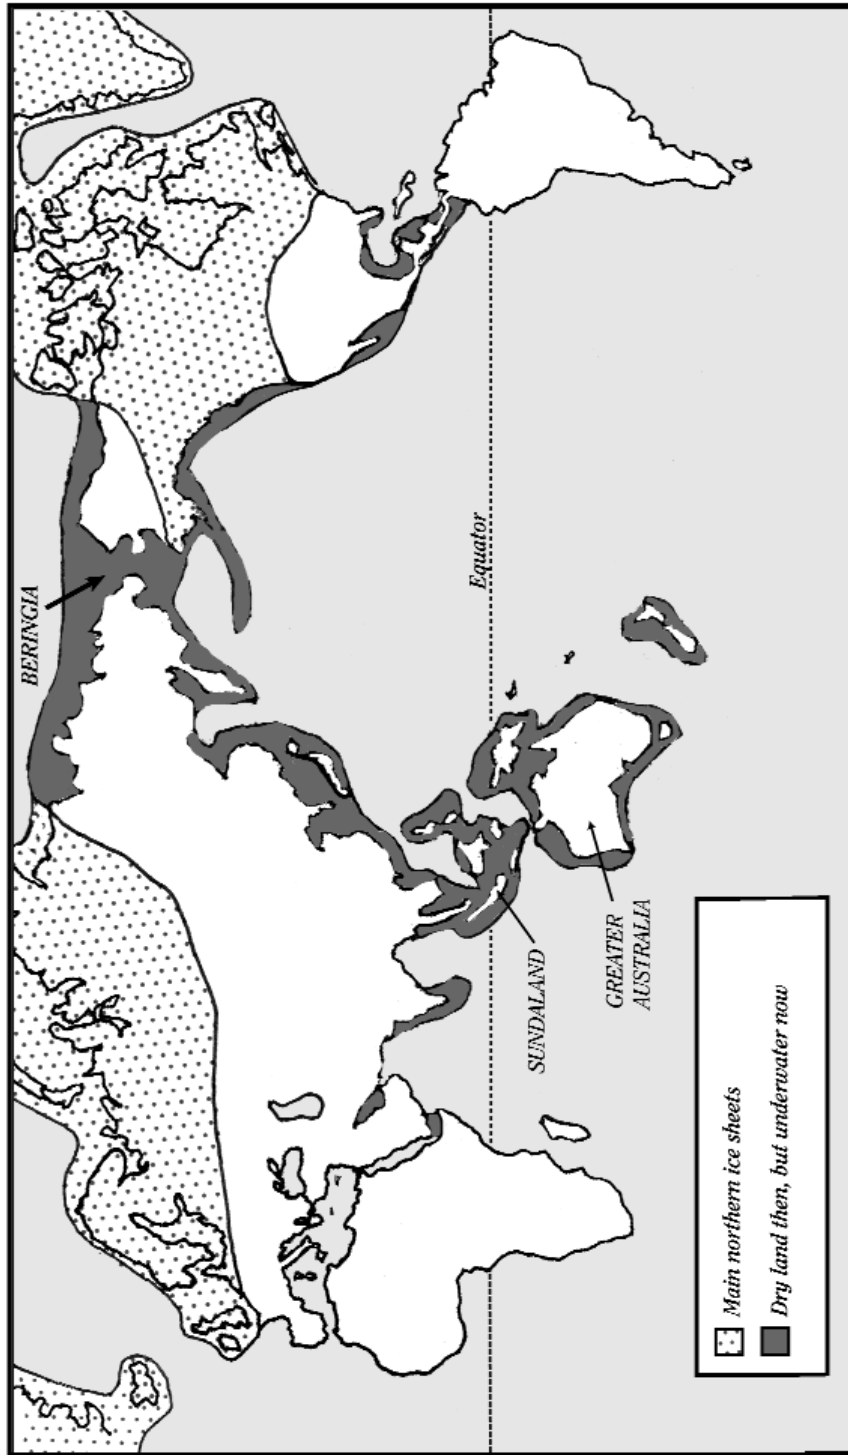 BERINGIA
Equator
SUNDALAND
GREATER
AUSTRALIA
Main northern ice sheets
Dry land then, but underwater now